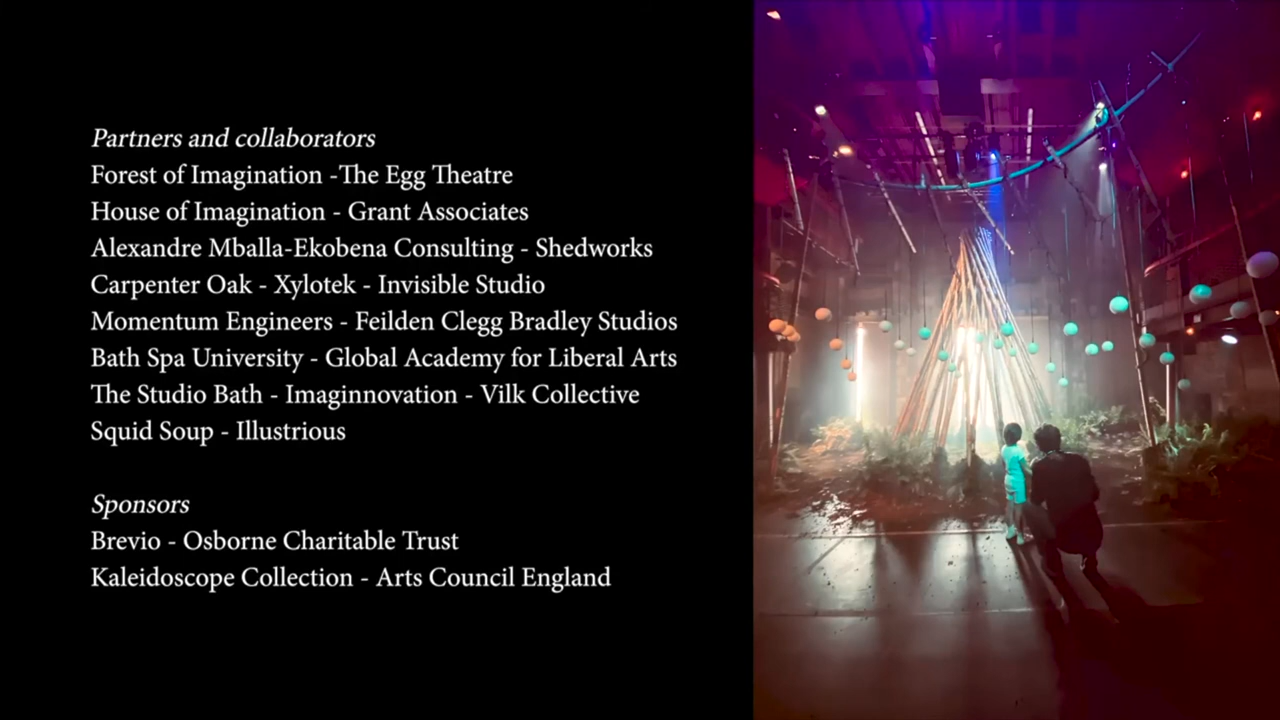 Partners and collaborators
Forest of Imagination -The Egg Theatre
House of Imagination - Grant Associates
Alexandre Mballa-Ekobena Consulting - Shedworks
Carpenter Oak - Xylotek - Invisible Studio
Momentum Engineers - Feilden Clegg Bradley Studios
Bath Spa University - Global Academy for Liberal Arts
The Studio Bath - Imaginnovation - Vilk Collective
Squid Soup - Illustrious
Sponsors
Brevio - Osborne Charitable Trust
Kaleidoscope Collection - Arts Council England